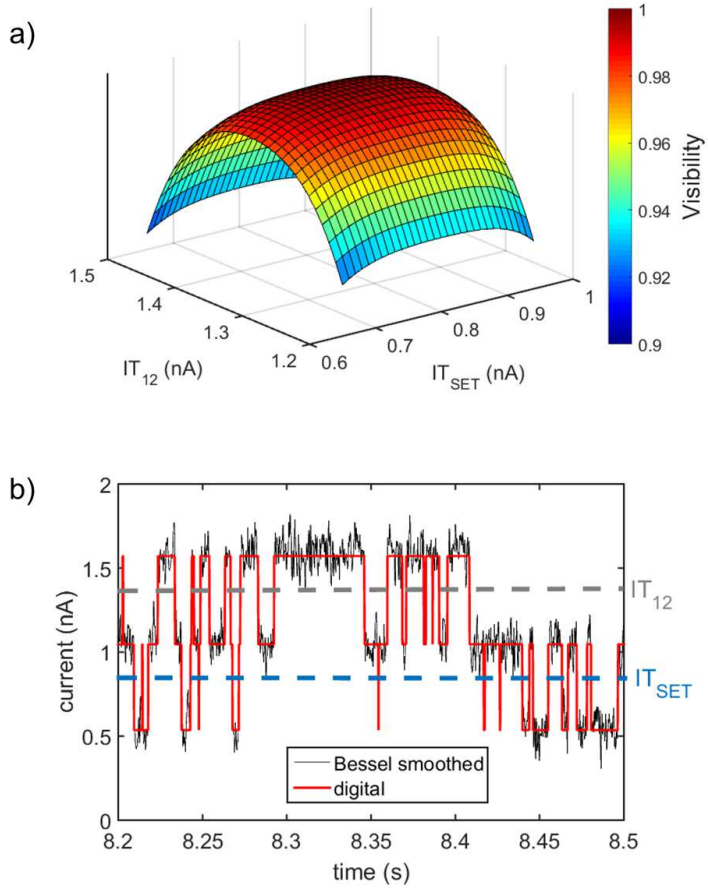 a)
1
0.98
0.96
0.94
0.92
0.9
Visibility
1.5
1.4
1.3
1.2
IT12 (nA)
0.6
0.7
0.8
0.9
1
ITSET (nA)
b)
2
1.5
1
0.5
0
current (nA)
IT12
ITSET
Bessel smoothed
digital
8.2
8.25
8.3
8.35
8.4
8.45
8.5
time (s)